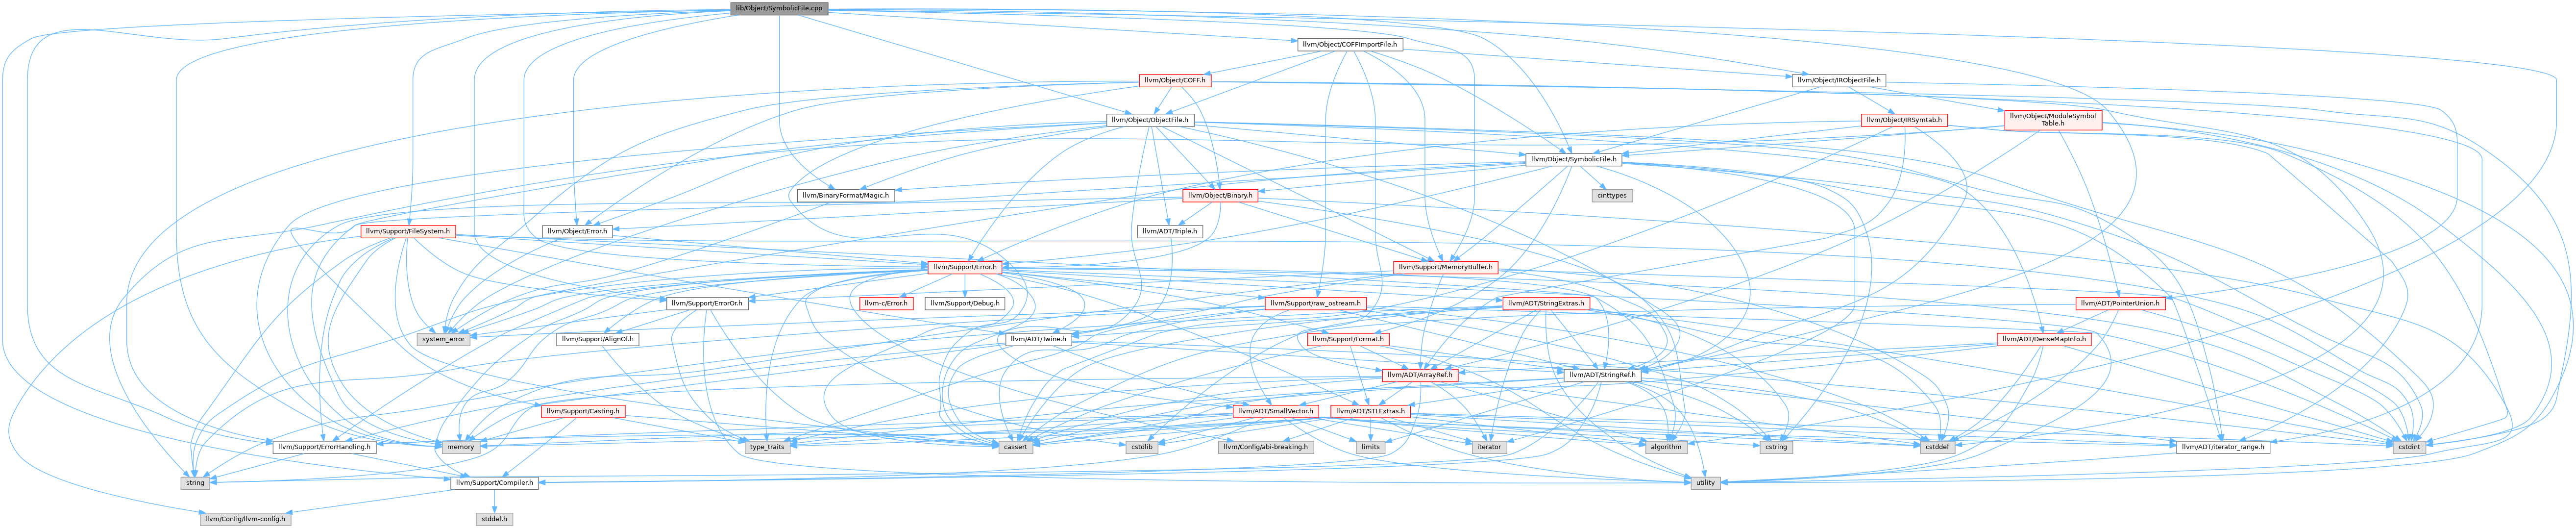 lib/Object/SymbolicFile.cpp
llvm/Object/COFFImportFile.h
llvm/Object/COFF.h
llvm/Object/IRObjectFile.h
llvm/Object/ObjectFile.h
llvm/Object/IRSymtab.h
llvm/Object/ModuleSymbol
Table.h
llvm/Object/SymbolicFile.h
llvm/BinaryFormat/Magic.h
llvm/Object/Binary.h
cinttypes
llvm/Support/FileSystem.h
llvm/Object/Error.h
llvm/ADT/Triple.h
llvm/Support/Error.h
llvm/Support/MemoryBuffer.h
llvm/Support/ErrorOr.h
llvm-c/Error.h
llvm/Support/Debug.h
llvm/Support/raw_ostream.h
llvm/ADT/StringExtras.h
llvm/ADT/PointerUnion.h
system_error
llvm/Support/AlignOf.h
llvm/ADT/Twine.h
llvm/Support/Format.h
llvm/ADT/DenseMapInfo.h
llvm/ADT/ArrayRef.h
llvm/ADT/StringRef.h
llvm/Support/Casting.h
llvm/ADT/SmallVector.h
llvm/ADT/STLExtras.h
llvm/Support/ErrorHandling.h
memory
type_traits
cassert
cstdlib
llvm/Config/abi-breaking.h
limits
iterator
algorithm
cstring
cstddef
llvm/ADT/iterator_range.h
cstdint
string
llvm/Support/Compiler.h
utility
llvm/Config/llvm-config.h
stddef.h